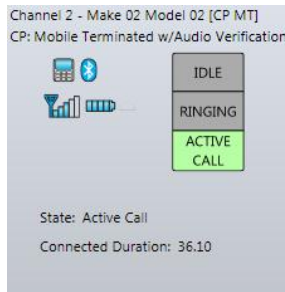 Channel 2 - Make 02 Model 02 [CP MT]
CP: Mobile Terminated w/Audio Verification
IDLE
RINGING
ACTIVE
CALL
State: Active Call
Connected Duration: 36.10